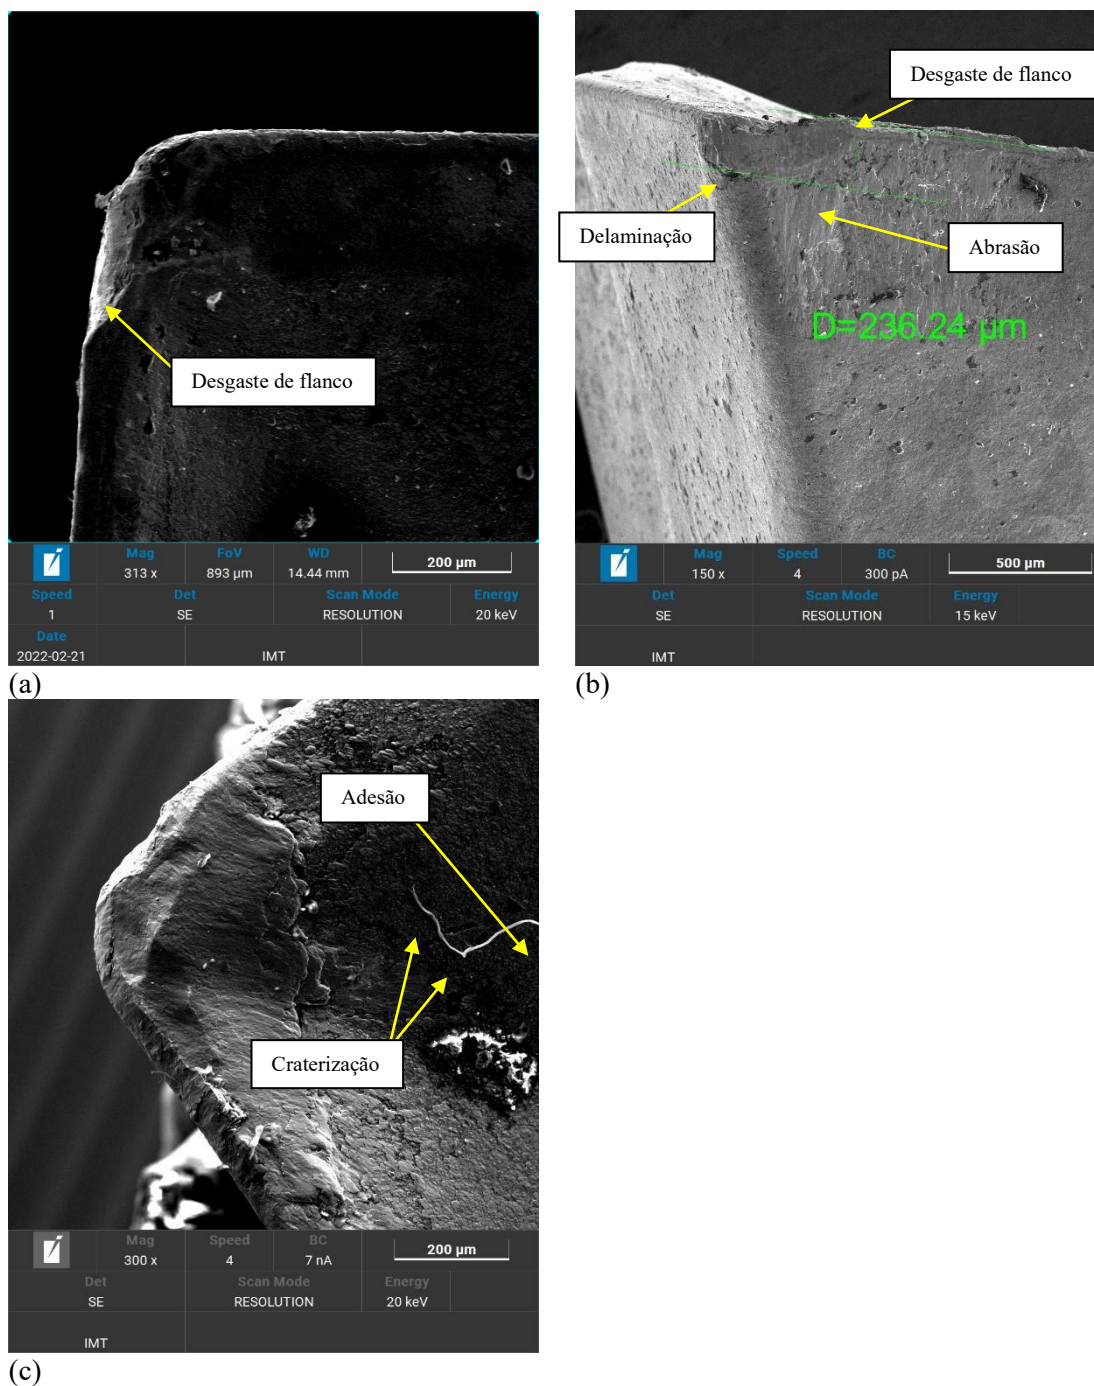 Desgaste de flanco
Mag FoV WD 200 µm
313 x 893 µm 14.44 mm
Speed Det Scan Mode Energy
1 SE RESOLUTION 20 keV
Date
2022-02-21 IMT
(a)
Desgaste de flanco
Delaminação
Abrasão
D=236.24 µm
Mag Speed BC 500 µm
150 x 4 300 pA
Det Scan Mode Energy
SE RESOLUTION 15 keV
IMT
(b)
Adesão
Craterização
Mag Speed BC 200 µm
300 x 4 7 nA
Det Scan Mode Energy
SE RESOLUTION 20 keV
IMT
(c)